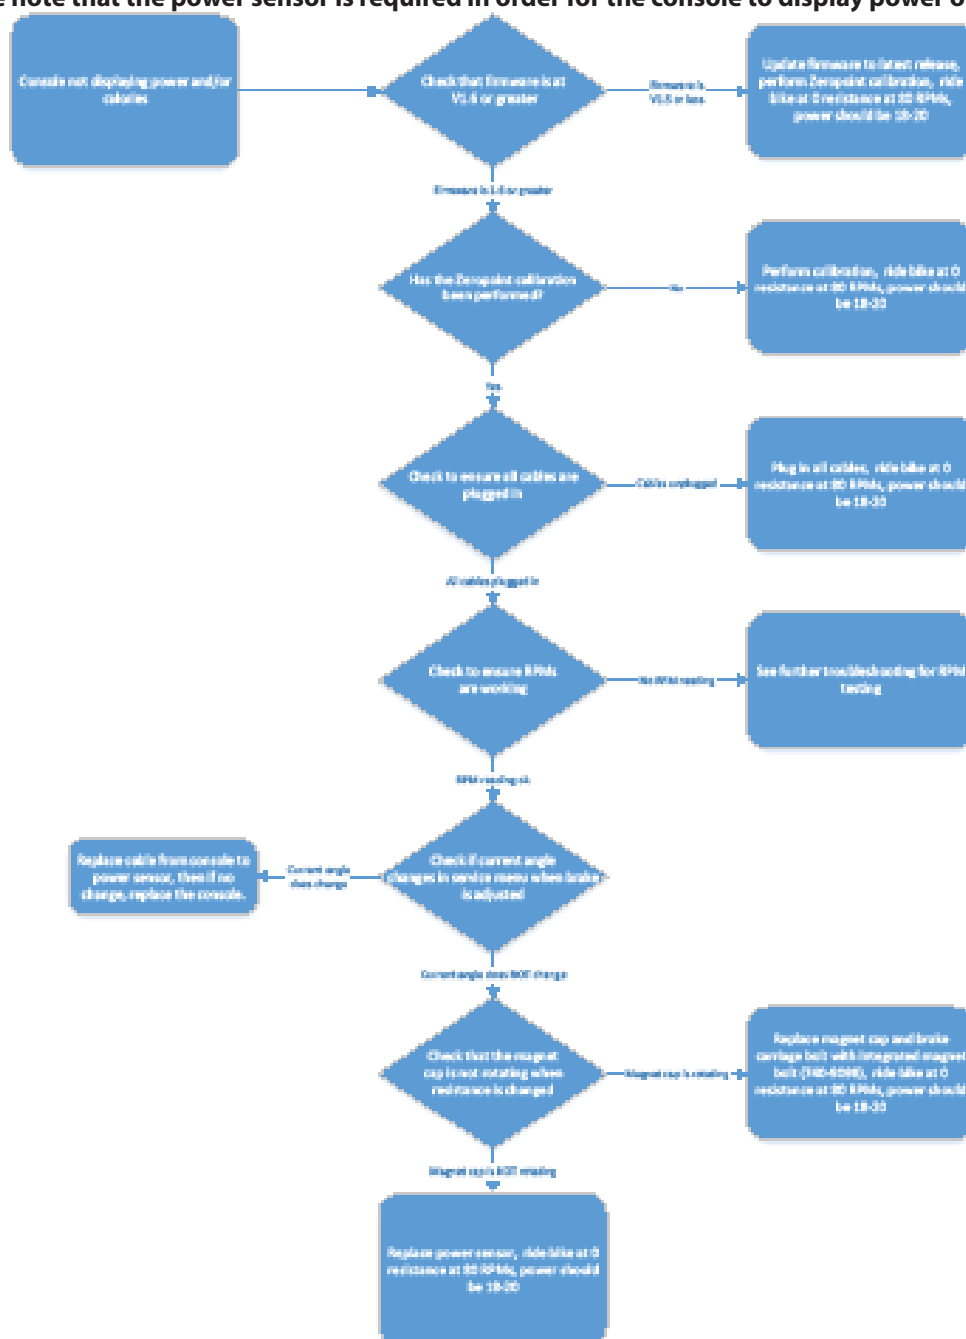 e note that the power sensor is required in order for the console to display power o
Console not displaying power and/or
calories
Check that firmware is at
V1.6 or greater
Firmware is
or less
Update firmware to latest release,
perform Zeropoint calibration, ride
bike at 0 resistance at 80 RPMs,
power should be 18-20
Firmware is 1.6 or greater
Has the Zeropoint calibration
been performed?
No
Perform calibration, ride bike at 0
resistance at 80 RPMs, power should
be 18-20
Yes
Check to ensure all cables are
plugged in
Cables unplugged
Plug in all cables, ride bike at 0
resistance at 80 RPMs, power should
be 18-20
All cables plugged in
Check to ensure RPMs
are working
No RPM reading
See further troubleshooting for RPM
testing
RPM reading ok
Check if current angle
changes in service menu when brake
is adjusted
Current angle
does change
Replace cable from console to
power sensor, then if no
change, replace the console.
Current angle does NOT change
Check that the magnet
cap is not rotating when
resistance is changed
Magnet cap is rotating
Replace magnet cap and brake
carriage bolt with integrated magnet
bolt ride bike at 0
resistance at 80 RPMs, power should
be 18-20
Magnet cap is NOT rotating
Replace power sensor, ride bike at 0
resistance at 80 RPMs, power should
be 18-20